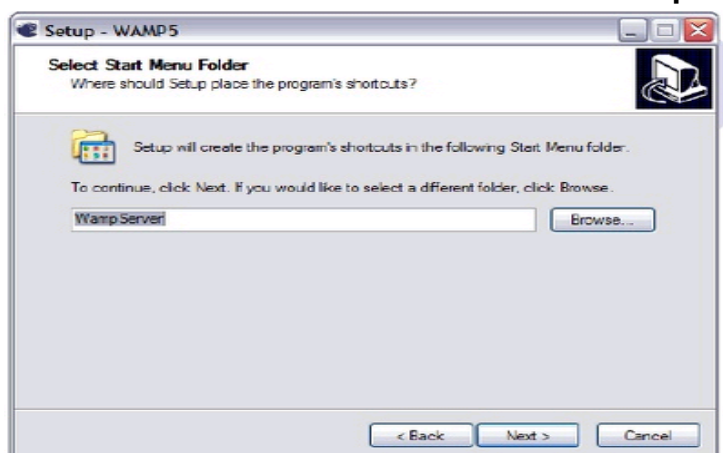 Setup - WAMP5
Select Start Menu Folder
Where should Setup place the program's shortcuts?
Setup will create the program's shortcuts in the following Start Menu folder.
To continue, click Next. If you would like to select a different folder, click Browse.
WampServer
Browse...
< Back
Next >
Cancel